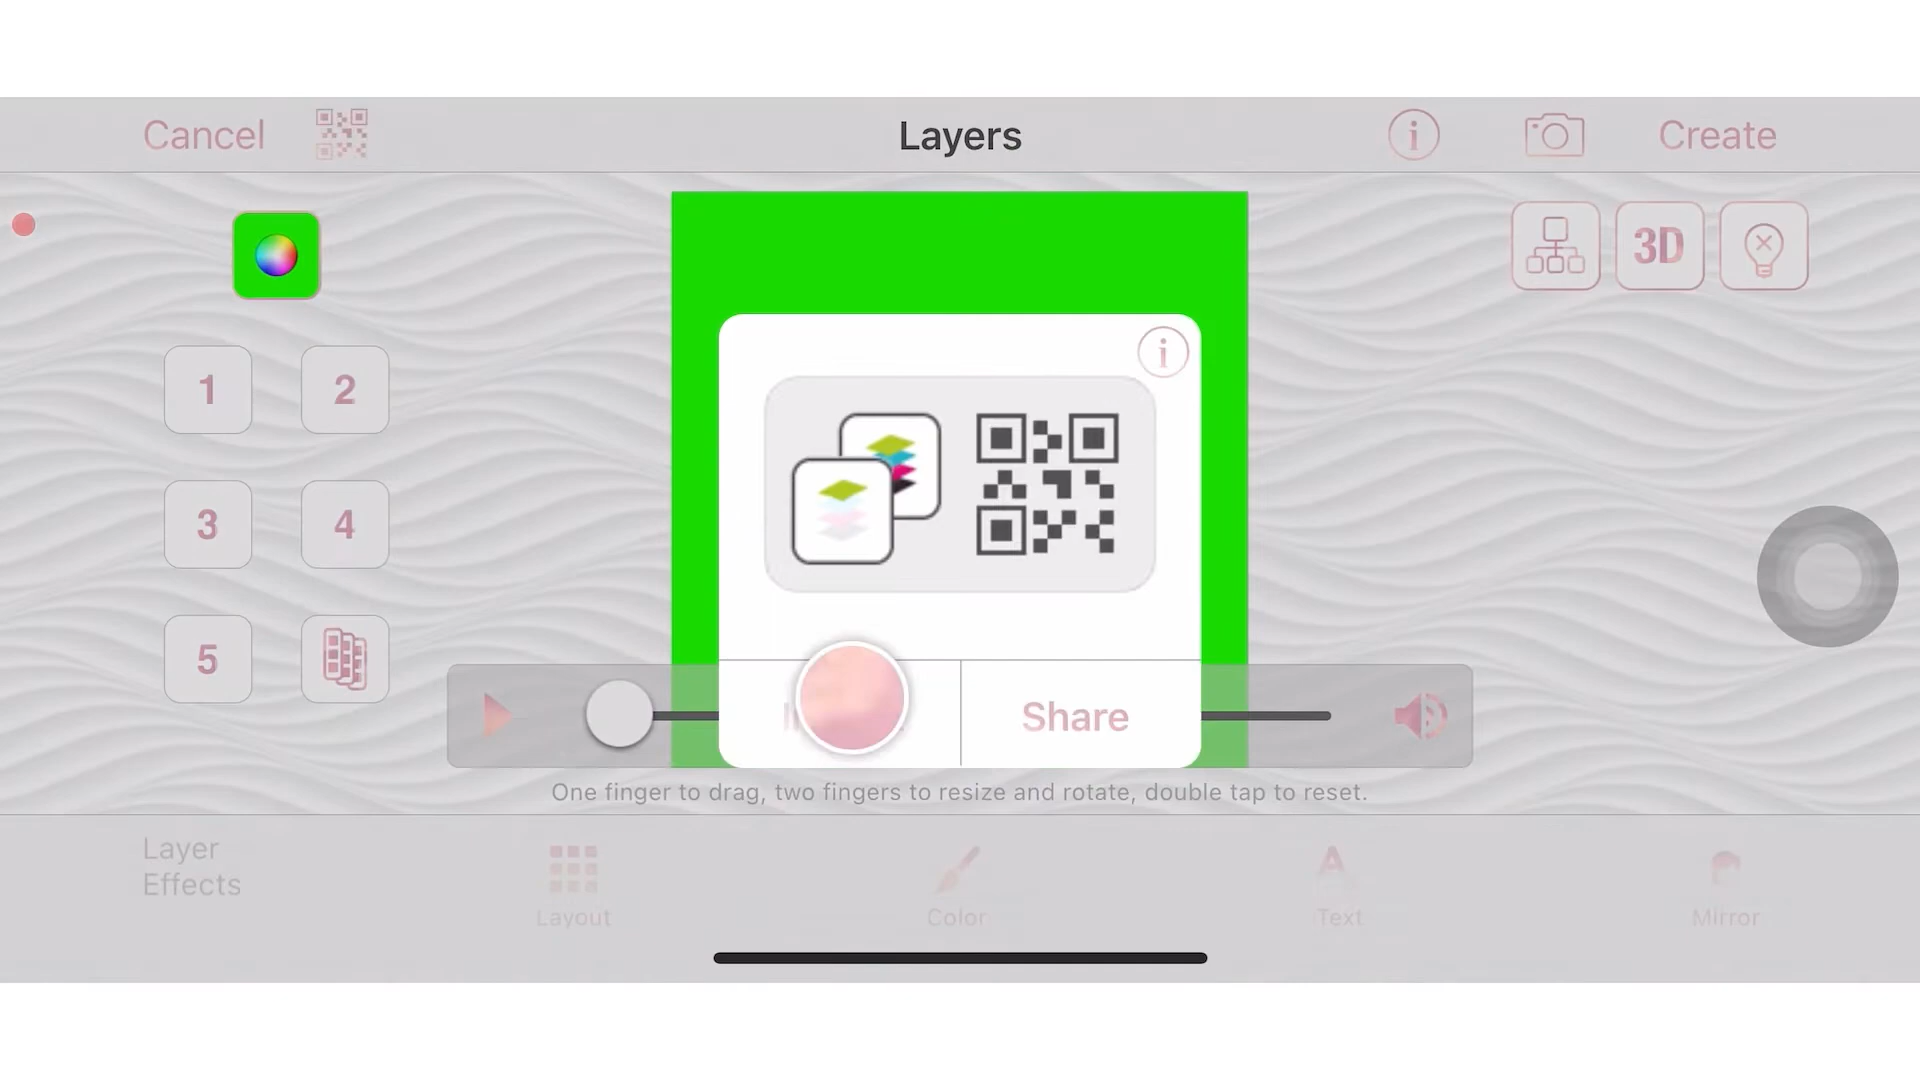 Cancel
Layers
Create
3D
1
2
3
4
5
Share
One finger to drag, two fingers to resize and rotate, double tap to reset.
Layer
Effects
Layout
Color
Text
Mirror